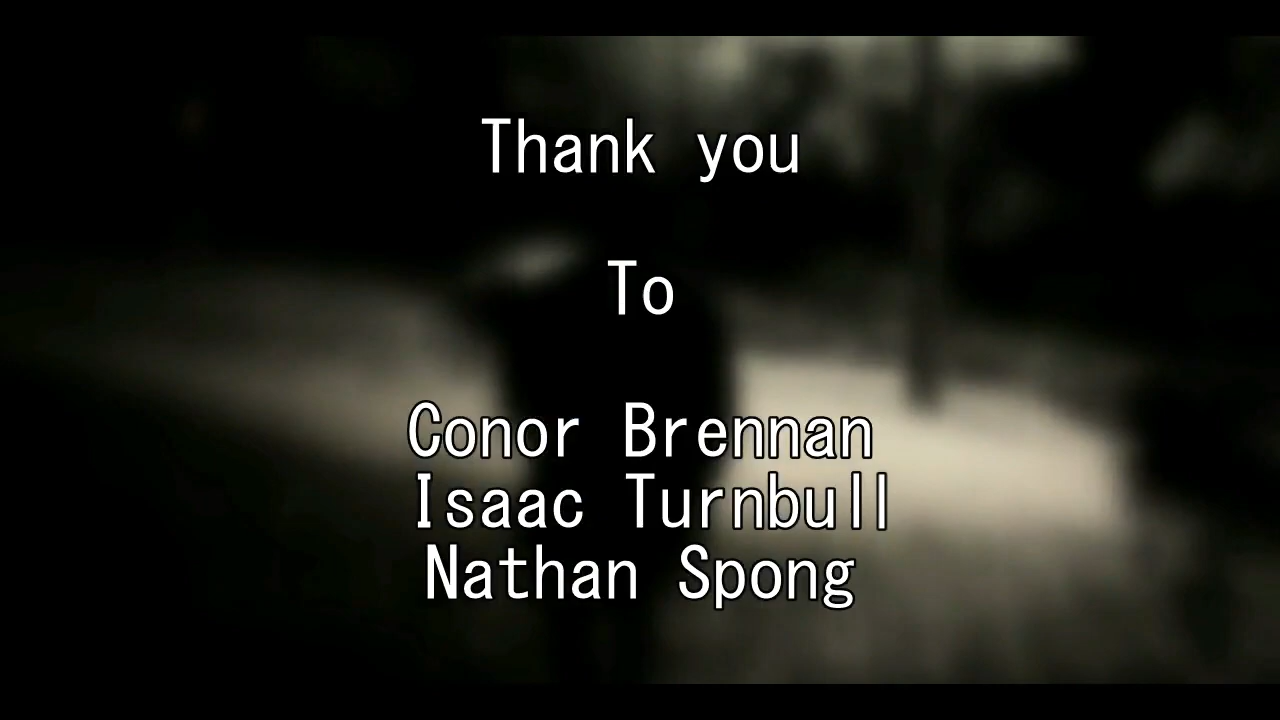 Thank you
To
Conor Brennan
Isaac Turnbull
Nathan Spong